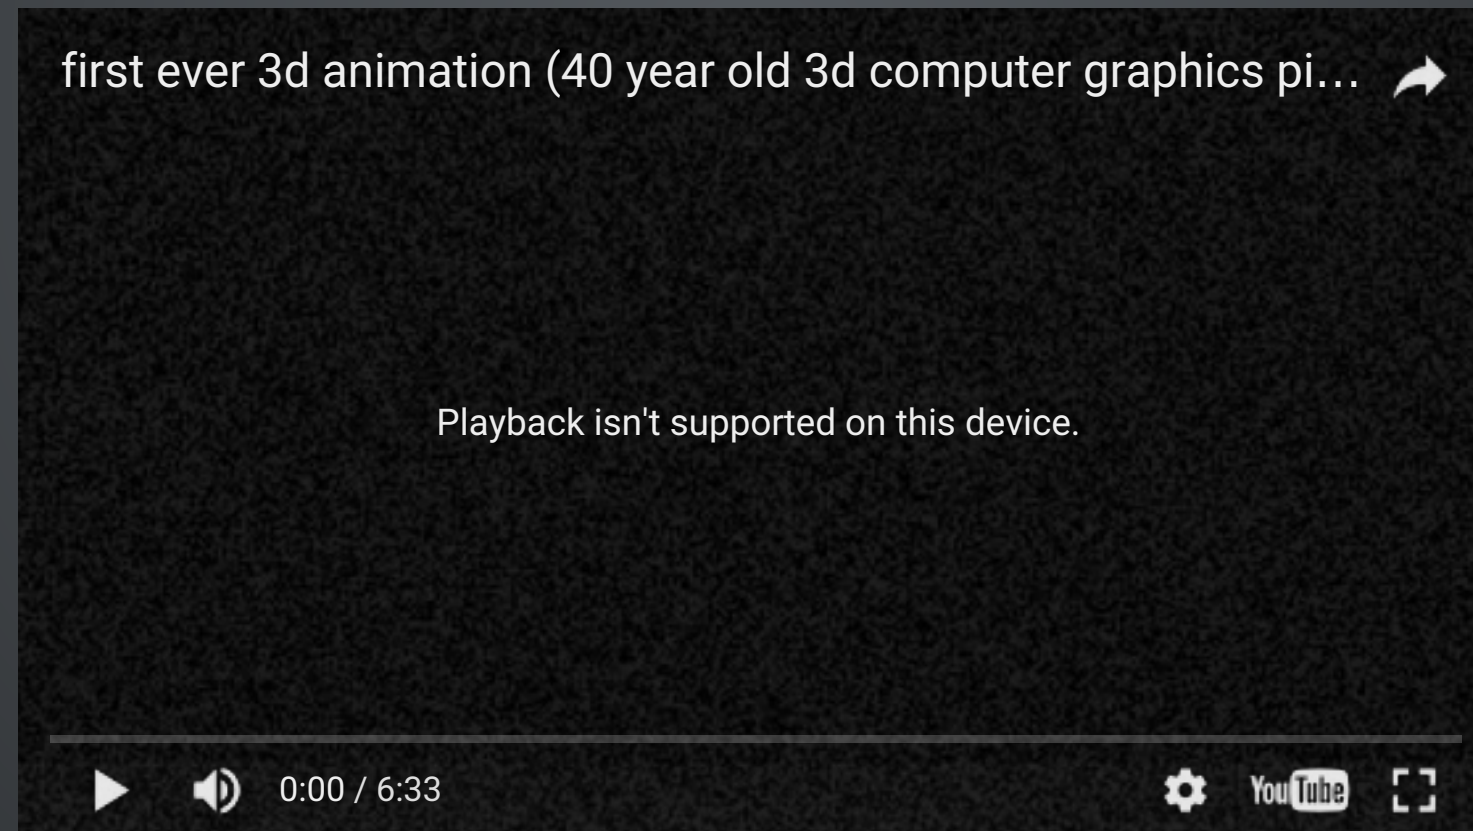 first ever 3d animation (40 year old 3d computer graphics pi...
Playback isn't supported on this device.
0:00 / 6:33
YouTube